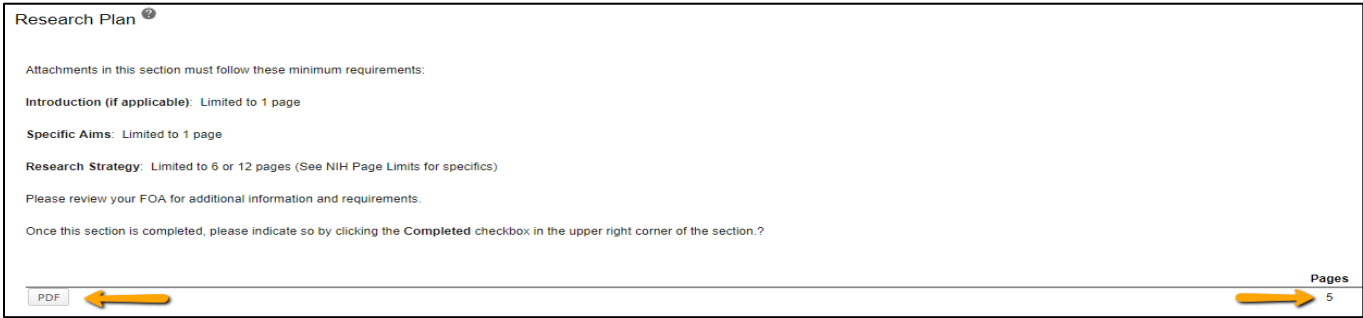 Research Plan ?
Attachments in this section must follow these minimum requirements:
Introduction (if applicable): Limited to 1 page
Specific Aims: Limited to 1 page
Research Strategy: Limited to 6 or 12 pages (See NIH Page Limits for specifics)
Please review your FOA for additional information and requirements.
Once this section is completed, please indicate so by clicking the Completed checkbox in the upper right corner of the section.?
Pages
PDF 5